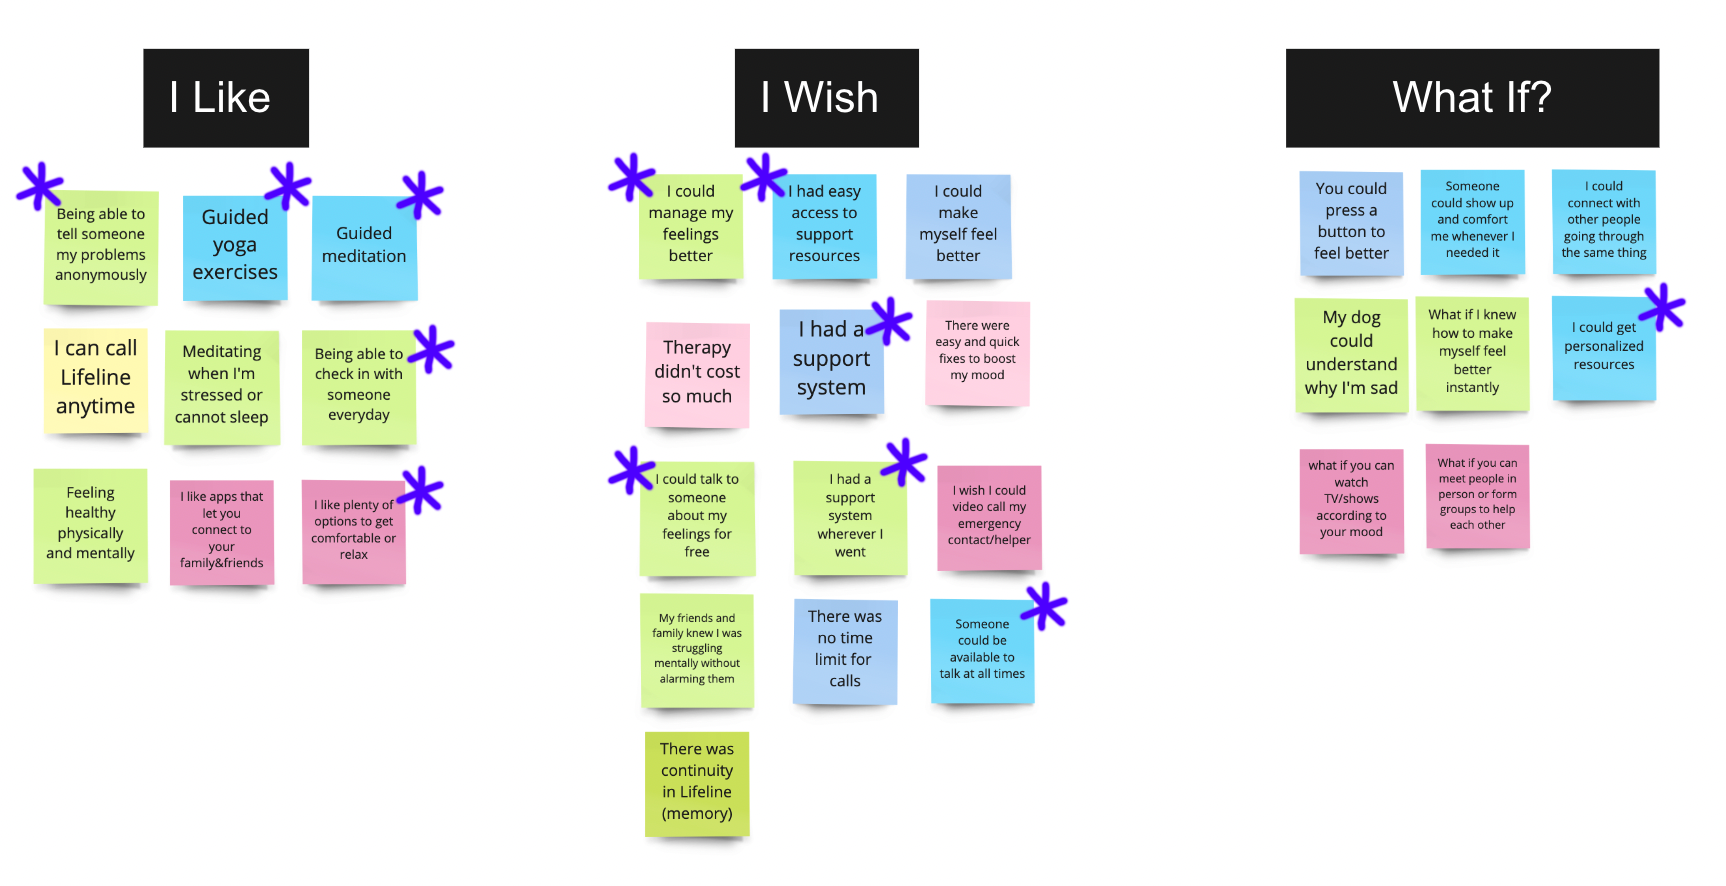 I Like
Being able to
tell someone
my problems
anonymously
Guided
yoga
exercises
Guided
meditation
I can call
Lifeline
anytime
Meditating
when I'm
stressed or
cannot sleep
Being able to
check in with
someone
everyday
Feeling
healthy
physically
and mentally
I like apps that
let you
connect to
your
family&friends
I like plenty of
options to get
comfortable or
relax
I Wish
I could
manage my
feelings
better
I had easy
access to
support
resources
I could
make
myself feel
better
Therapy
didn't cost
so much
I had a
support
system
There were
easy and quick
fixes to boost
my mood
I could talk to
someone
about my
feelings for
free
I had a
support
system
wherever I
went
I wish I could
video call my
emergency
contact/helper
My friends and
family knew I was
struggling
mentally without
alarming them
There was
no time
limit for
calls
Someone
could be
available to
talk at all times
There was
continuity
in Lifeline
(memory)
What If?
You could
press a
button to
feel better
Someone
could show up
and comfort
me whenever I
needed it
I could
connect with
other people
going through
the same thing
My dog
could
understand
why I'm sad
What if I knew
how to make
myself feel
better
instantly
I could get
personalized
resources
what if you can
watch
TV/shows
according to
your mood
What if you can
meet people in
person or form
groups to help
each other